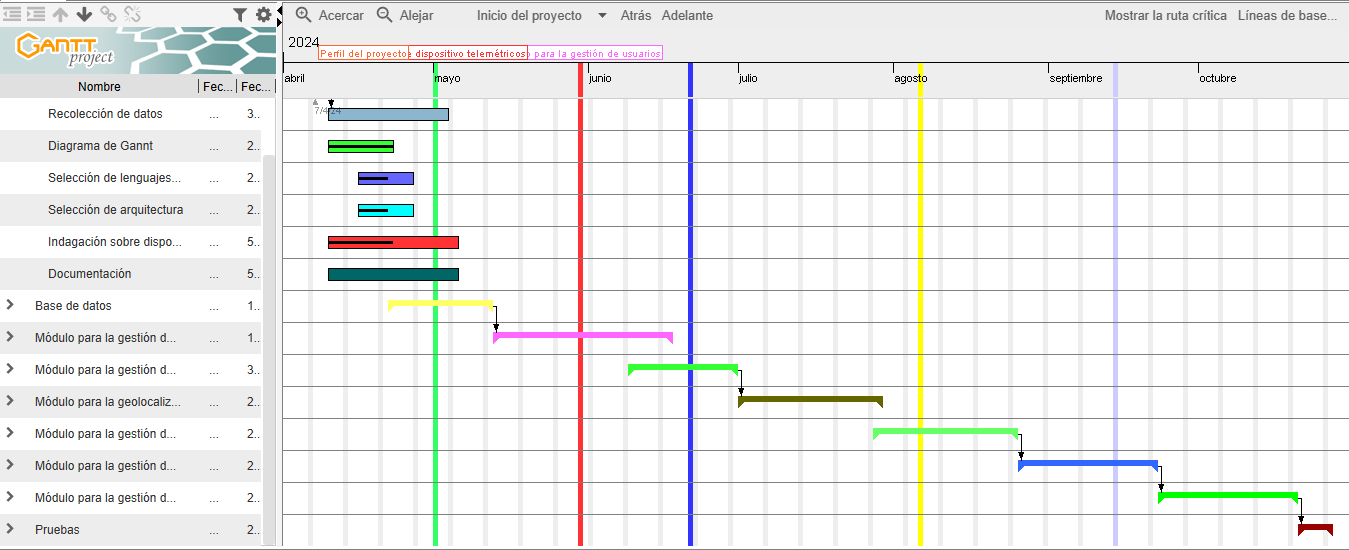 Acercar Alejar Inicio del proyecto Atrás Adelante Mostrar la ruta crítica Líneas de base...
GANTT
project
2024
Perfil del proyecto dispositivo telemétricos para la gestión de usuarios
Nombre Fec... Fec...
abril mayo junio julio agosto septiembre octubre
7/4/24
Recolección de datos ... 3..
Diagrama de Gannt ... 2..
Selección de lenguajes... ... 2..
Selección de arquitectura ... 2..
Indagación sobre dispo... ... 5..
Documentación ... 5..
Base de datos ... 1..
Módulo para la gestión d... ... 1..
Módulo para la gestión d... ... 3..
Módulo para la geolocaliz... ... 2..
Módulo para la gestión d... ... 2..
Módulo para la gestión d... ... 2..
Módulo para la gestión d... ... 2..
Pruebas ... 2..